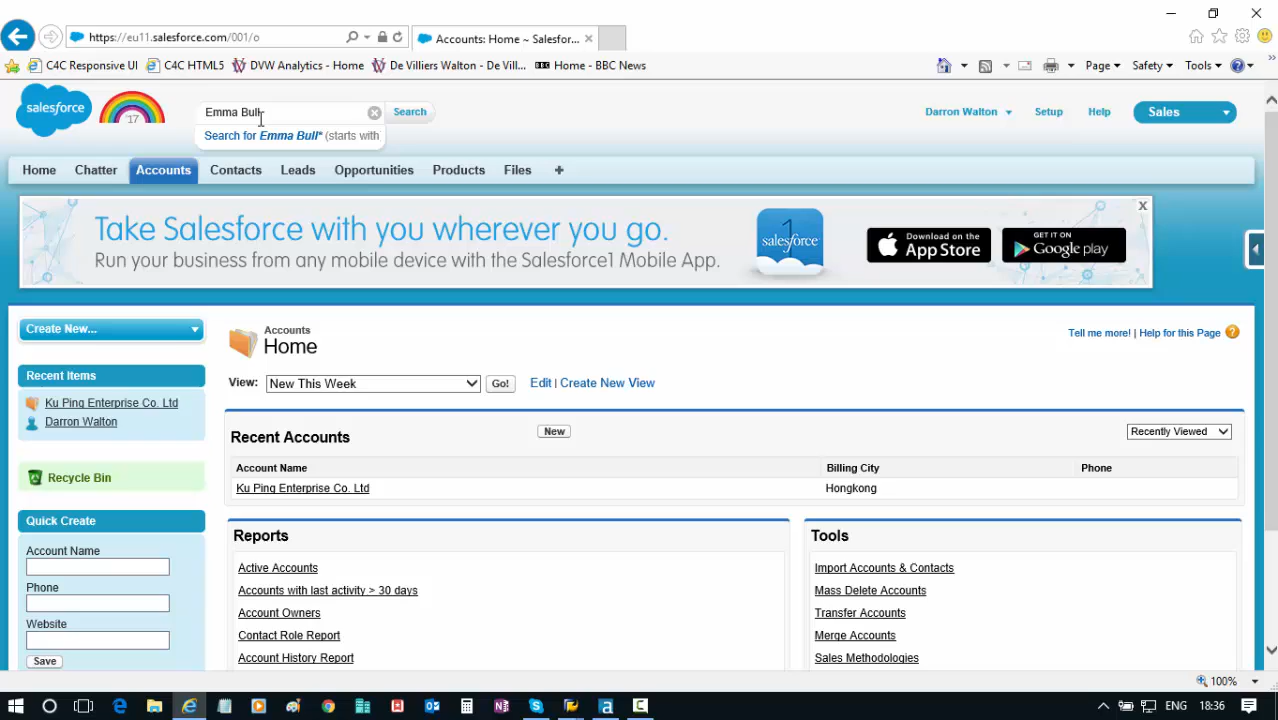 https://eu11.salesforce.com/001/o
Accounts: Home ~ Salesfor...
C4C Responsive UI
C4C HTML5
DVW Analytics - Home
De Villiers Walton - De Vill...
Home - BBC News
Page
Safety
Tools
salesforce
'17
Emma Bull
Search
Search for Emma Bull* (starts with
Darron Walton
Setup
Help
Sales
Home
Chatter
Accounts
Contacts
Leads
Opportunities
Products
Files
+
Take Salesforce with you wherever you go.
Run your business from any mobile device with the Salesforce1 Mobile App.
1
salesforce
Download on the
App Store
GET IT ON
Google play
X
Create New...
Recent Items
Ku Ping Enterprise Co. Ltd
Darron Walton
Recycle Bin
Quick Create
Account Name
Phone
Website
Save
Accounts
Home
Tell me more! | Help for this Page
View: New This Week Go! Edit | Create New View
Recent Accounts
New
Recently Viewed
Account Name
Billing City
Phone
Ku Ping Enterprise Co. Ltd
Hongkong
Reports
Active Accounts
Accounts with last activity > 30 days
Account Owners
Contact Role Report
Account History Report
Tools
Import Accounts & Contacts
Mass Delete Accounts
Transfer Accounts
Merge Accounts
Sales Methodologies
100%
ENG
18:36